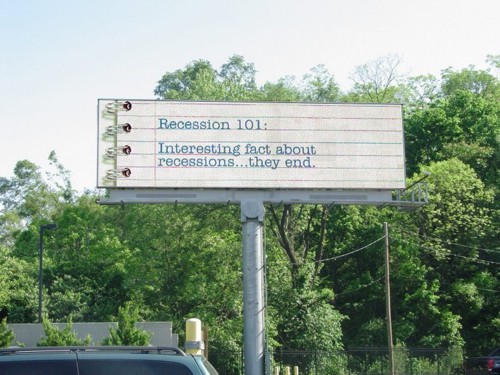 Recession 101:
Interesting fact about
recessions...they end.